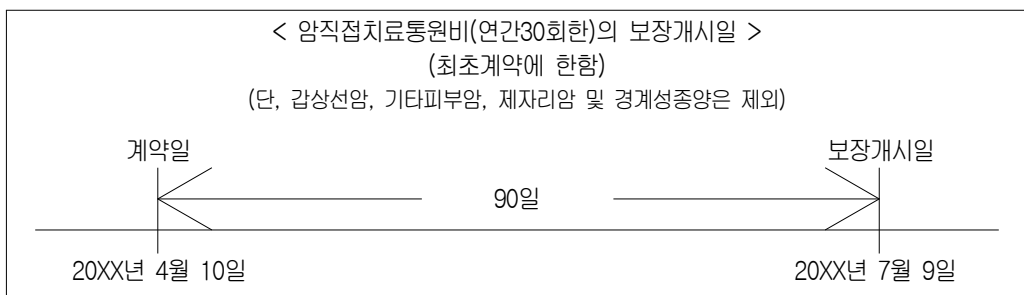 < 암직접치료통원비(연간30회한)의 보장개시일 >
(최초계약에 한함)
(단, 갑상선암, 기타피부암, 제자리암 및 경계성종양은 제외)
계약일 보장개시일
90일
20XX년 4월 10일 20XX년 7월 9일